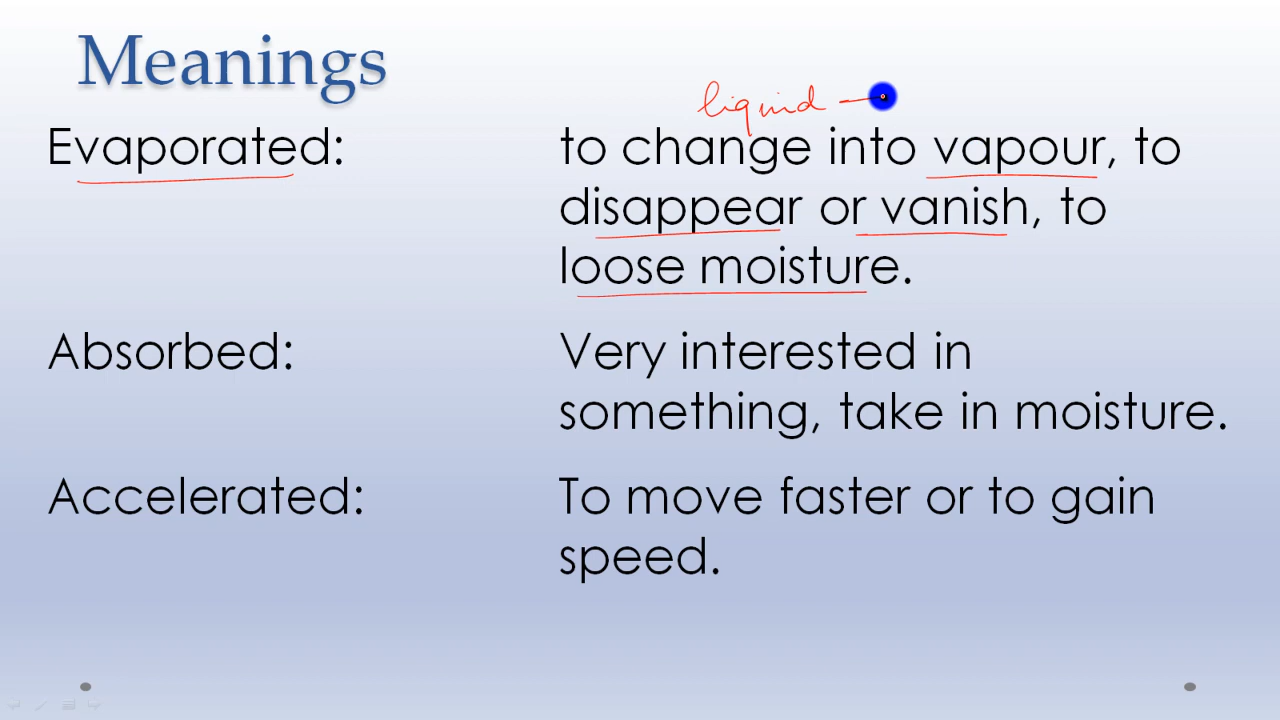 Meanings
liquid
Evaporated: to change into vapour, to
disappear or vanish, to
loose moisture.
Absorbed: Very interested in
something, take in moisture.
Accelerated: To move faster or to gain
speed.